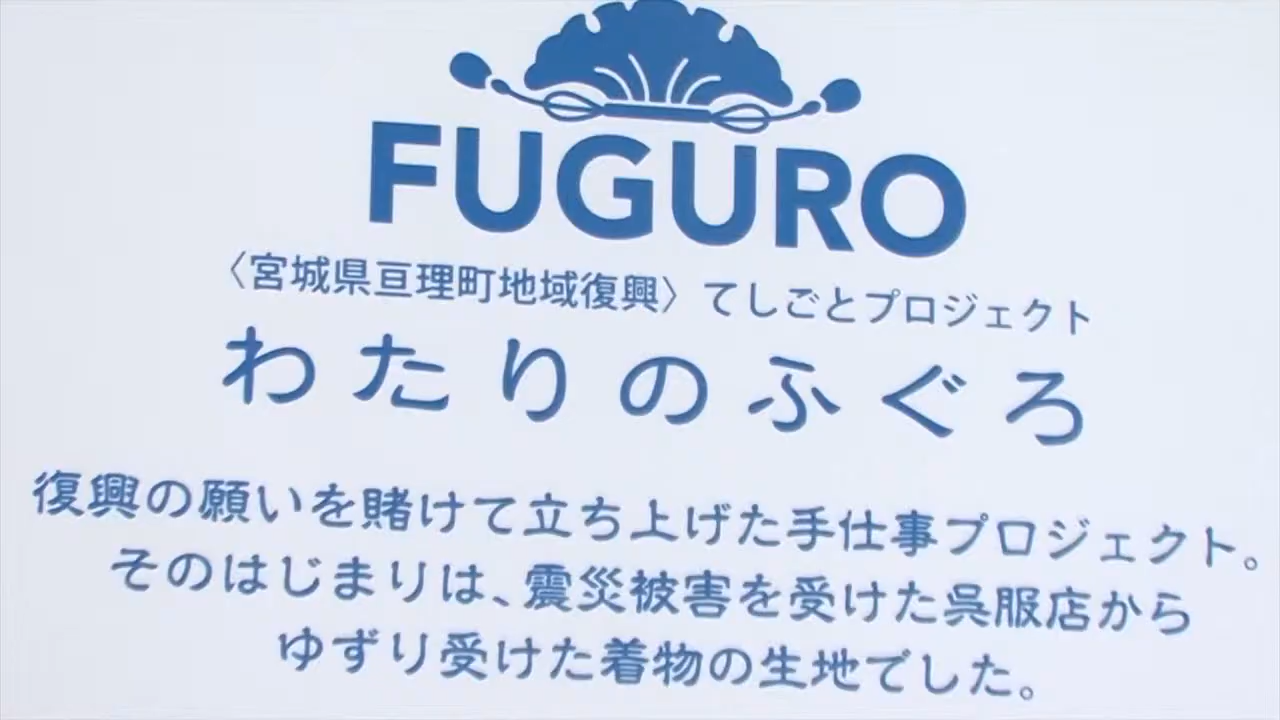 FUGURO
〈宮城県亘理町地域復興〉てしごとプロジェクト
わたりのふぐろ
復興の願いを賭けて立ち上げた手仕事プロジェクト。
そのはじまりは、震災被害を受けた呉服店から
ゆずり受けた着物の生地でした。